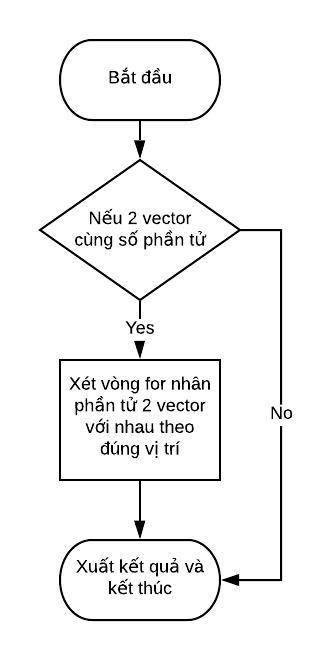 Bắt đầu
Nếu 2 vector
cùng số phần tử
Yes
Xét vòng for nhân
phần tử 2 vector
với nhau theo
đúng vị trí
No
Xuất kết quả và
kết thúc